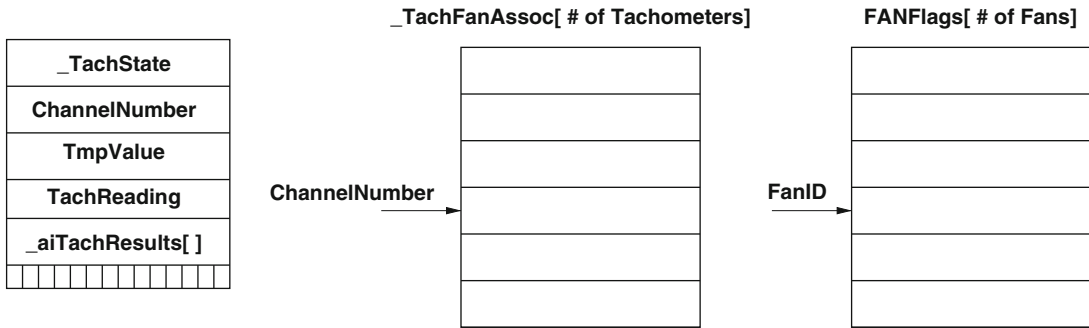 _TachFanAssoc[ # of Tachometers]
FANFlags[ # of Fans]
_TachState
ChannelNumber
TmpValue
TachReading
_aiTachResults[ ]
ChannelNumber
FanID